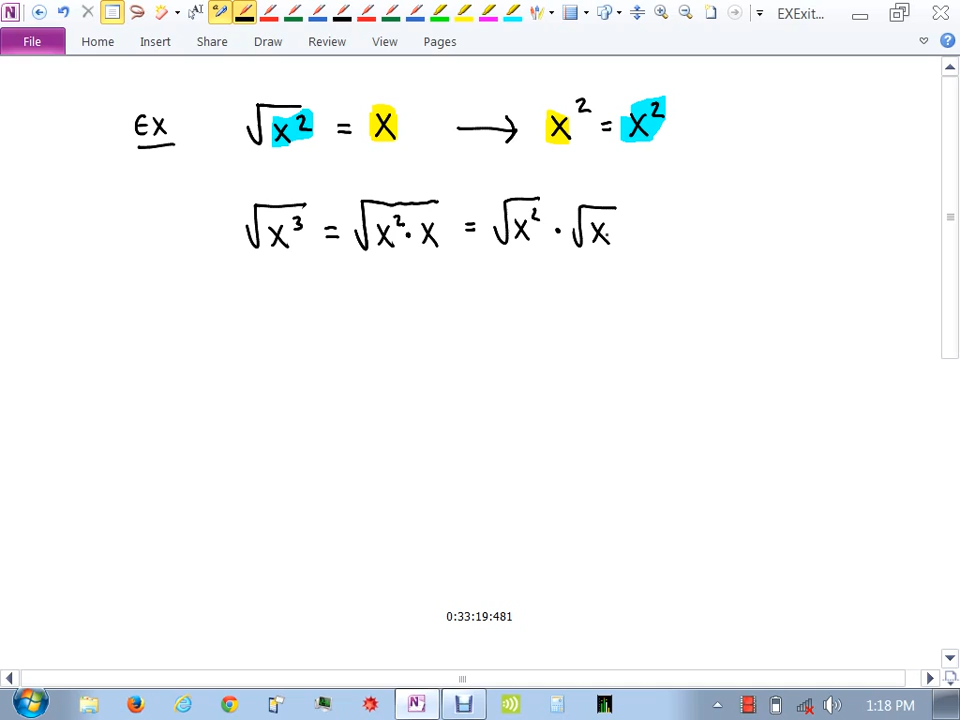 EXExit...
File Home Insert Share Draw Review View Pages
EX √x² = x → x² = x²
√x³ = √x²·x = √x² · √x
0:33:19:481
1:18 PM